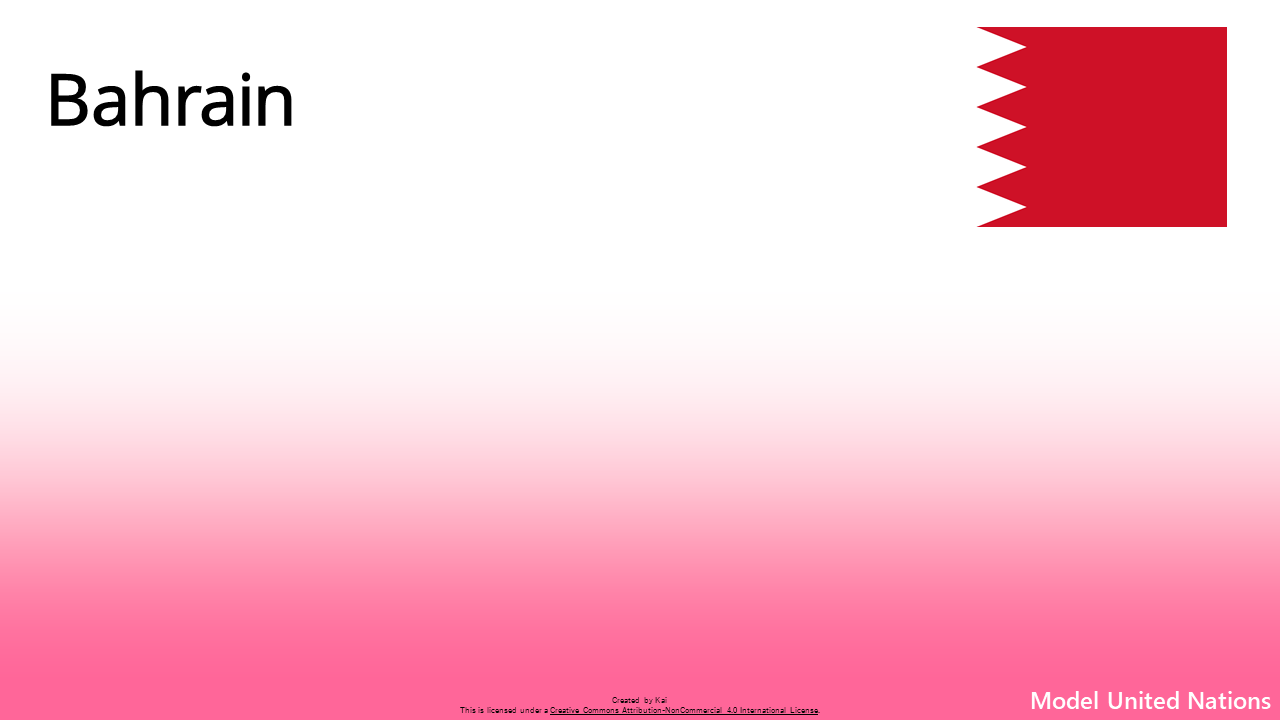 Bahrain
Created by Kai
This is licensed under a Creative Commons Attribution-NonCommercial 4.0 International License.
Model United Nations